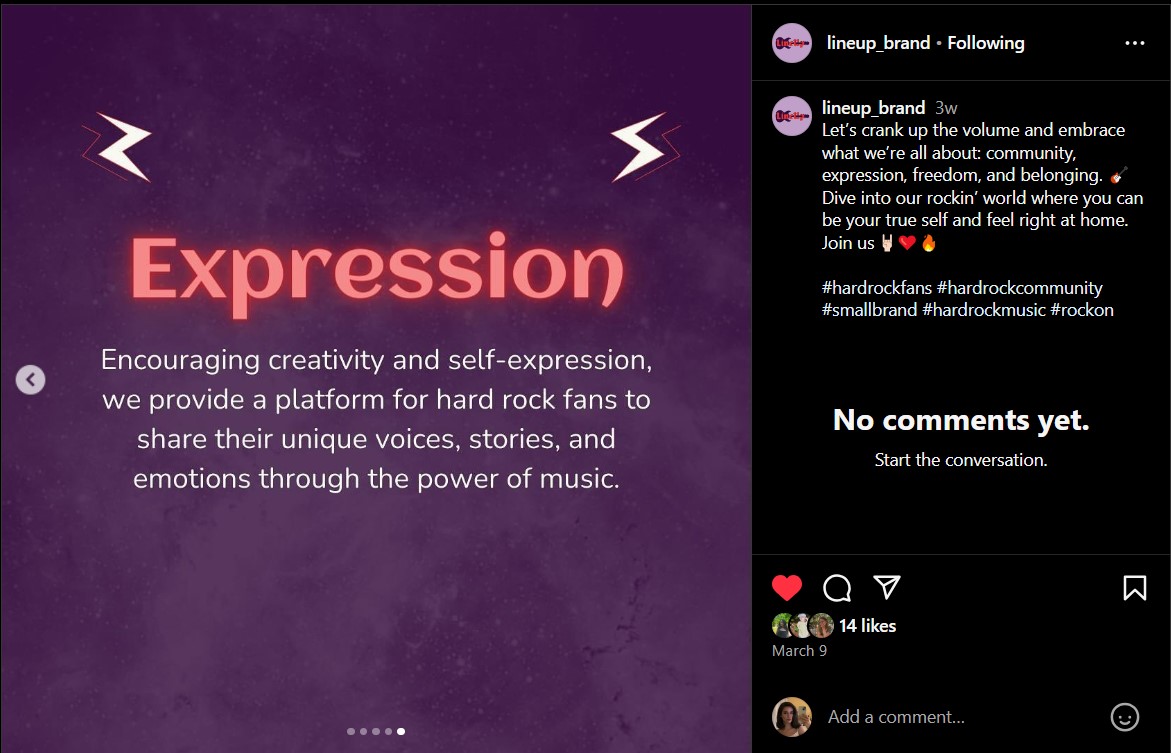 Expression
Encouraging creativity and self-expression,
we provide a platform for hard rock fans to
share their unique voices, stories, and
emotions through the power of music.
LineUp
lineup_brand • Following
LineUp
lineup_brand 3w
Let’s crank up the volume and embrace
what we’re all about: community,
expression, freedom, and belonging. 🎸
Dive into our rockin’ world where you can
be your true self and feel right at home.
Join us 🤘🏻❤️🔥
#hardrockfans #hardrockcommunity
#smallbrand #hardrockmusic #rockon
No comments yet.
Start the conversation.
14 likes
March 9
Add a comment...